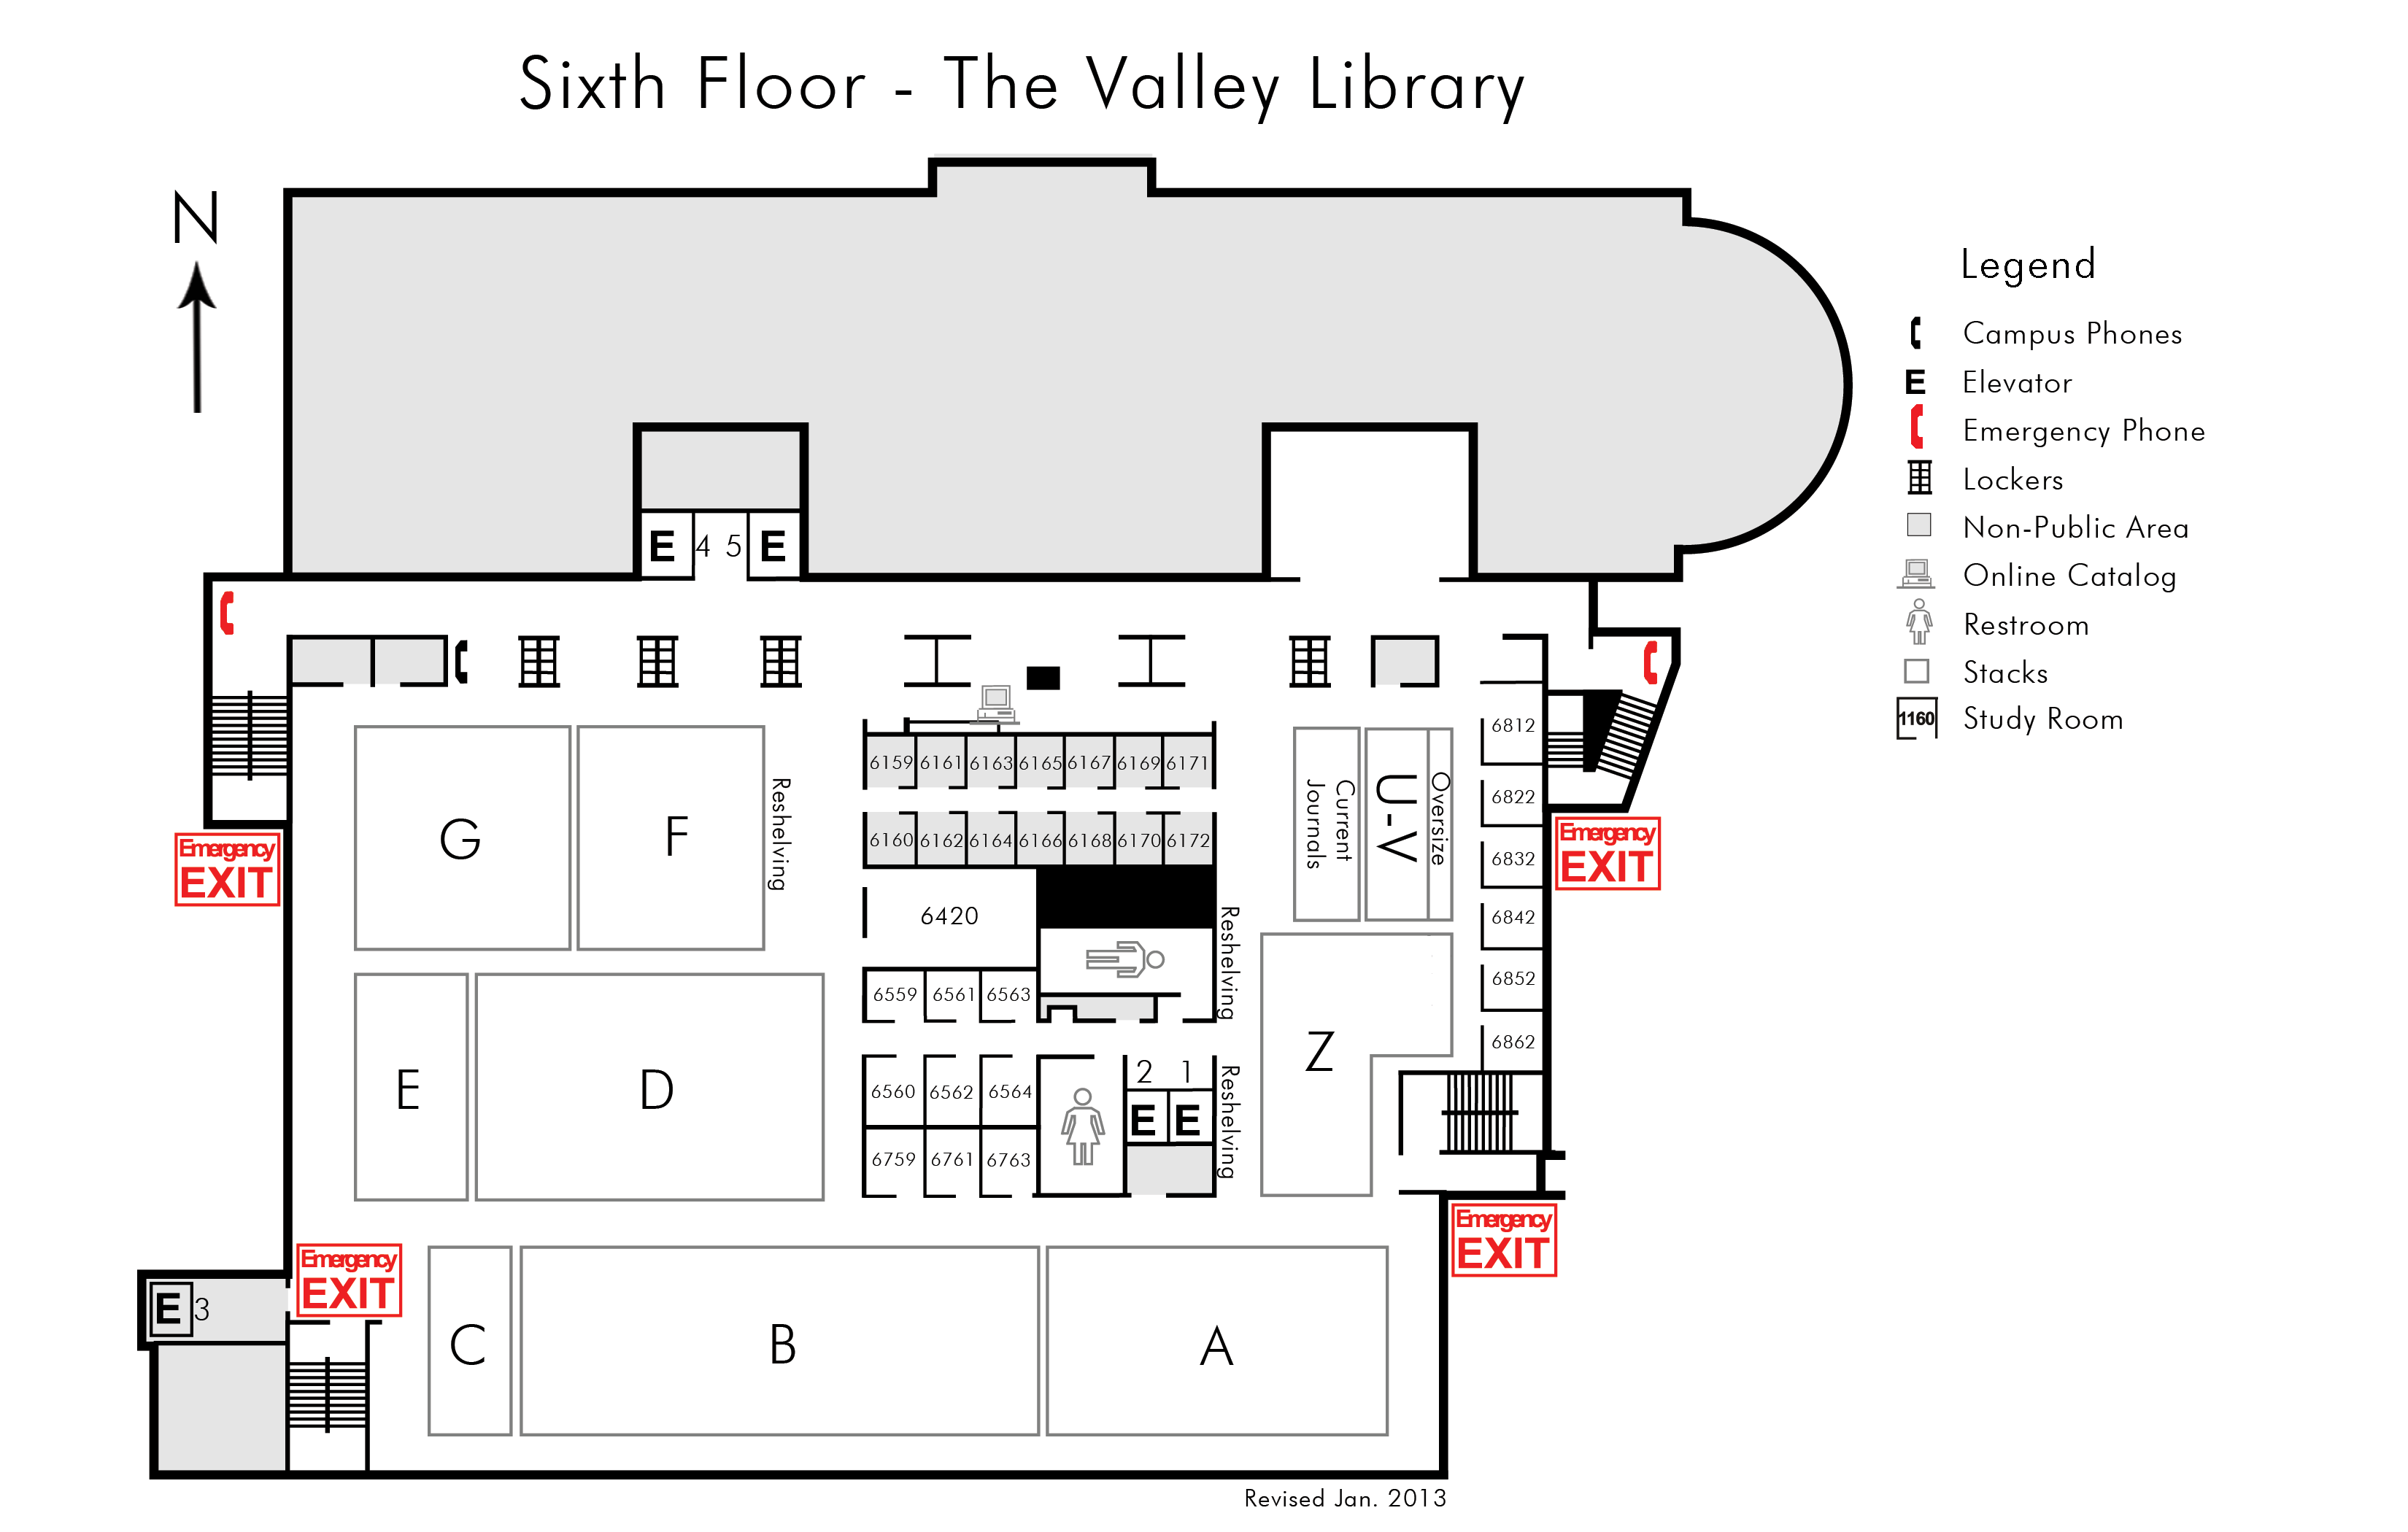 Sixth Floor - The Valley Library
N
Legend
Campus Phones
E Elevator
Emergency Phone
Lockers
Non-Public Area
Online Catalog
Restroom
Stacks
1160 Study Room
E 4 5 E
G
F
Reshelving
6159 6161 6163 6165 6167 6169 6171
6160 6162 6164 6166 6168 6170 6172
6420
Reshelving
Current
Journals
U-V
Oversize
6812
6822
6832
6842
6852
6862
Emergency
EXIT
Emergency
EXIT
6559 6561 6563
E
D
Z
6560 6562 6564
2 1
E E
Reshelving
6759 6761 6763
Emergency
EXIT
Emergency
EXIT
E 3
C
B
A
Revised Jan. 2013